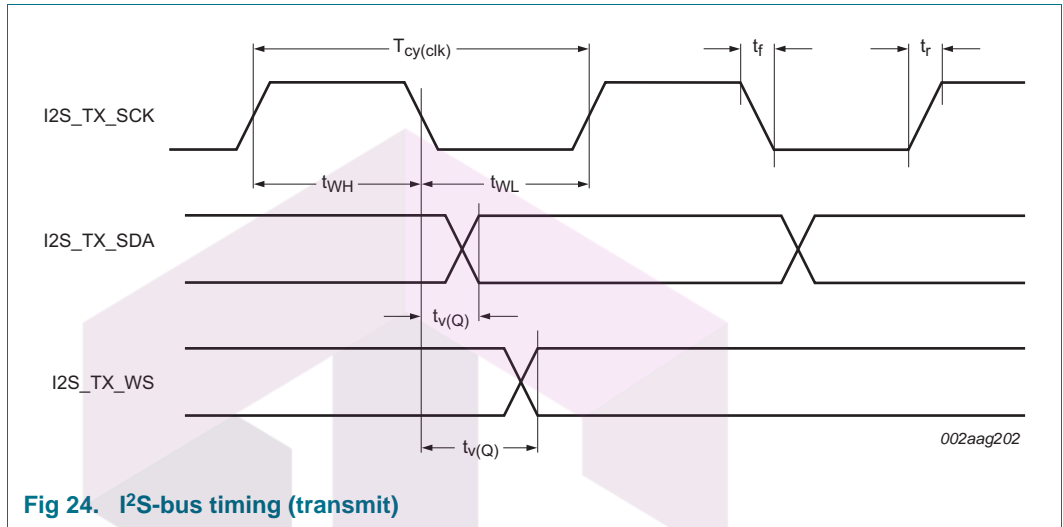 T_cy(clk) t_f t_r
I2S_TX_SCK
t_WH t_WL
I2S_TX_SDA
t_v(Q)
I2S_TX_WS
t_v(Q)
002aag202
Fig 24. I²S-bus timing (transmit)